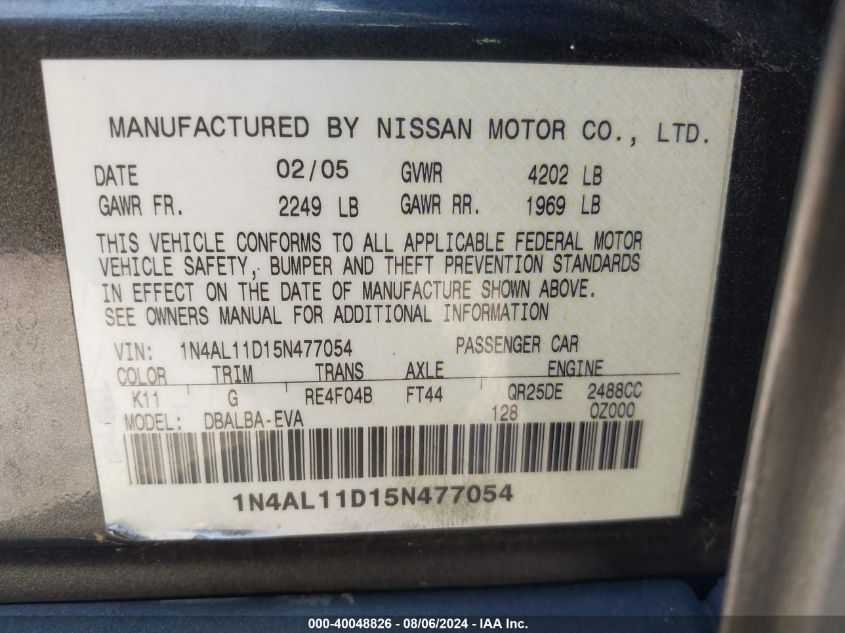 MANUFACTURED BY NISSAN MOTOR CO., LTD.
DATE 02/05 GVWR 4202 LB
GAWR FR. 2249 LB GAWR RR. 1969 LB
THIS VEHICLE CONFORMS TO ALL APPLICABLE FEDERAL MOTOR
VEHICLE SAFETY, BUMPER AND THEFT PREVENTION STANDARDS
IN EFFECT ON THE DATE OF MANUFACTURE SHOWN ABOVE.
SEE OWNERS MANUAL FOR ADDITIONAL INFORMATION
VIN: 1N4AL11D15N477054 PASSENGER CAR
COLOR TRIM TRANS AXLE ENGINE
K11 G RE4F04B FT44 QR25DE 2488CC
MODEL: DBALBA-EVA 128 0Z000
1N4AL11D15N477054
000-40048826 - 08/06/2024 - IAA Inc.